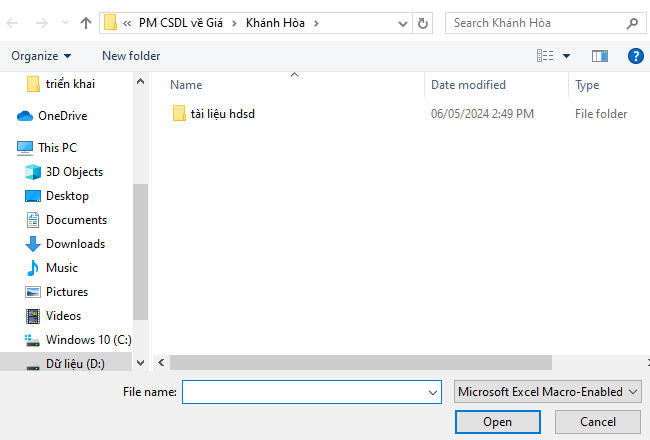 « PM CSDL về Giá › Khánh Hòa ›
Search Khánh Hòa
Organize
New folder
?
triển khai
OneDrive
This PC
3D Objects
Desktop
Documents
Downloads
Music
Pictures
Videos
Windows 10 (C:)
Dữ liệu (D:)
Name Date modified Type
tài liệu hdsd 06/05/2024 2:49 PM File folder
File name:
Microsoft Excel Macro-Enabled
Open
Cancel